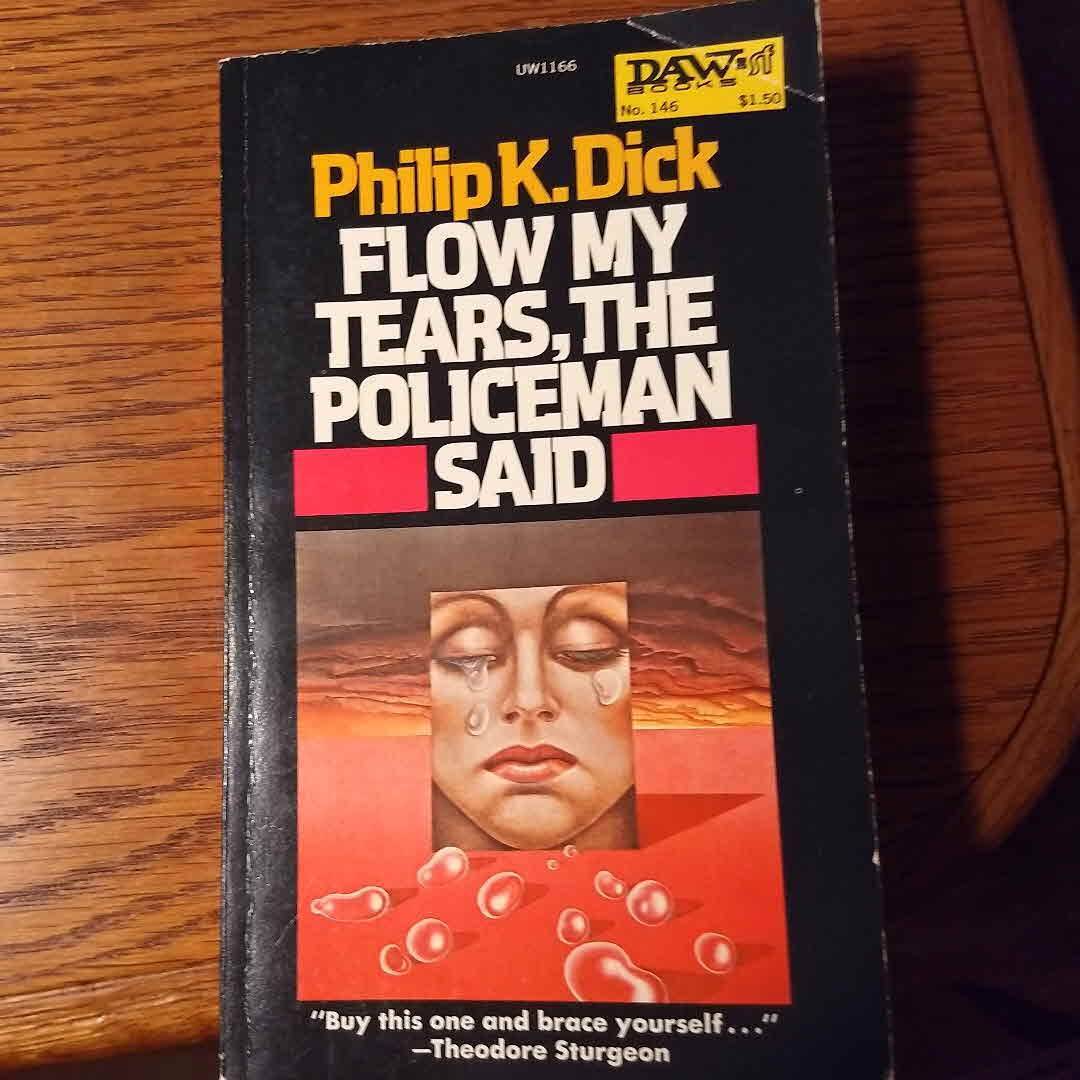 UW1166
DAW sf
BOOKS
No. 146 $1.50
Philip K. Dick
FLOW MY
TEARS, THE
POLICEMAN
SAID
"Buy this one and brace yourself..."
—Theodore Sturgeon